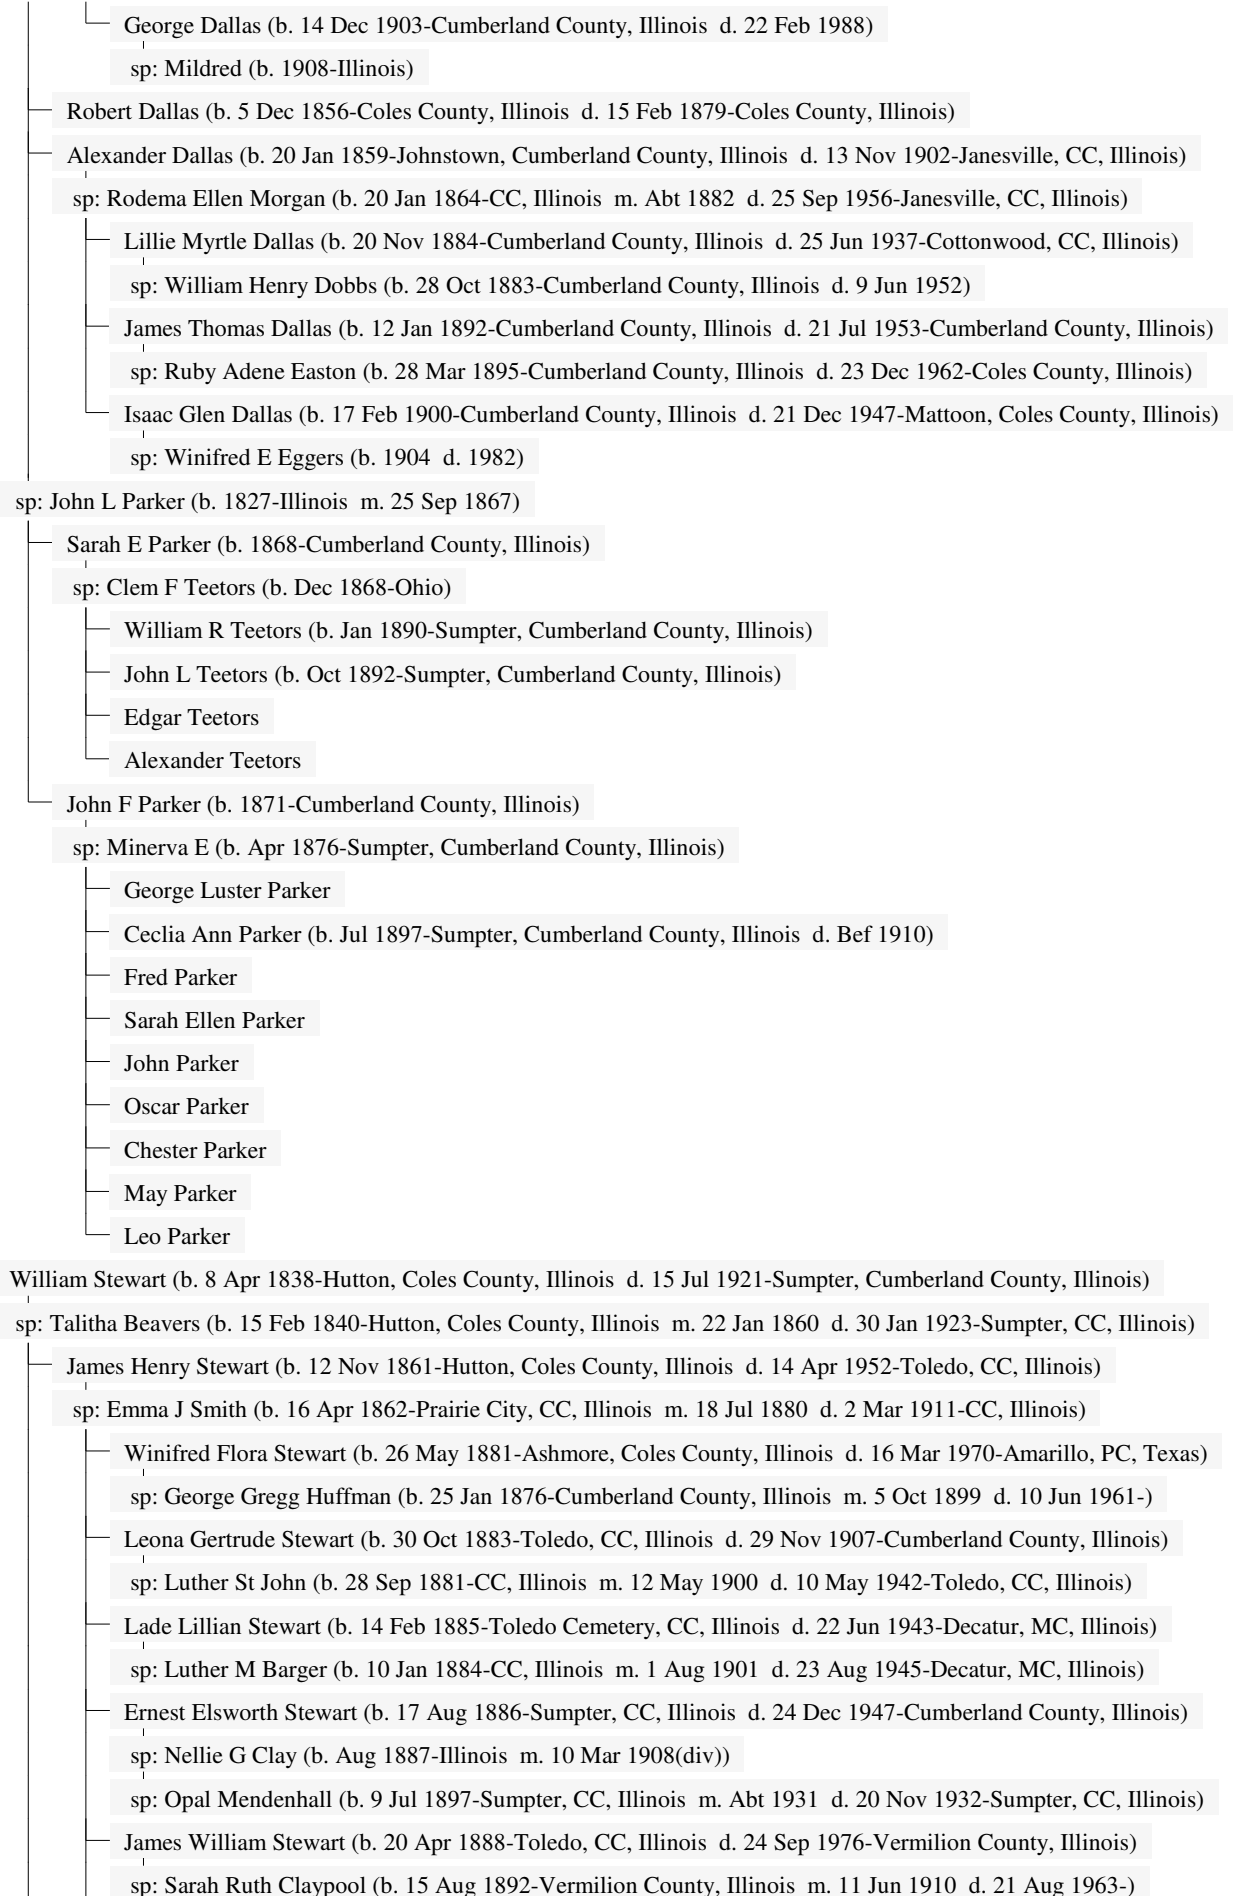 George Dallas (b. 14 Dec 1903-Cumberland County, Illinois d. 22 Feb 1988)
sp: Mildred (b. 1908-Illinois)
Robert Dallas (b. 5 Dec 1856-Coles County, Illinois d. 15 Feb 1879-Coles County, Illinois)
Alexander Dallas (b. 20 Jan 1859-Johnstown, Cumberland County, Illinois d. 13 Nov 1902-Janesville, CC, Illinois)
sp: Rodema Ellen Morgan (b. 20 Jan 1864-CC, Illinois m. Abt 1882 d. 25 Sep 1956-Janesville, CC, Illinois)
Lillie Myrtle Dallas (b. 20 Nov 1884-Cumberland County, Illinois d. 25 Jun 1937-Cottonwood, CC, Illinois)
sp: William Henry Dobbs (b. 28 Oct 1883-Cumberland County, Illinois d. 9 Jun 1952)
James Thomas Dallas (b. 12 Jan 1892-Cumberland County, Illinois d. 21 Jul 1953-Cumberland County, Illinois)
sp: Ruby Adene Easton (b. 28 Mar 1895-Cumberland County, Illinois d. 23 Dec 1962-Coles County, Illinois)
Isaac Glen Dallas (b. 17 Feb 1900-Cumberland County, Illinois d. 21 Dec 1947-Mattoon, Coles County, Illinois)
sp: Winifred E Eggers (b. 1904 d. 1982)
sp: John L Parker (b. 1827-Illinois m. 25 Sep 1867)
Sarah E Parker (b. 1868-Cumberland County, Illinois)
sp: Clem F Teetors (b. Dec 1868-Ohio)
William R Teetors (b. Jan 1890-Sumpter, Cumberland County, Illinois)
John L Teetors (b. Oct 1892-Sumpter, Cumberland County, Illinois)
Edgar Teetors
Alexander Teetors
John F Parker (b. 1871-Cumberland County, Illinois)
sp: Minerva E (b. Apr 1876-Sumpter, Cumberland County, Illinois)
George Luster Parker
Ceclia Ann Parker (b. Jul 1897-Sumpter, Cumberland County, Illinois d. Bef 1910)
Fred Parker
Sarah Ellen Parker
John Parker
Oscar Parker
Chester Parker
May Parker
Leo Parker
William Stewart (b. 8 Apr 1838-Hutton, Coles County, Illinois d. 15 Jul 1921-Sumpter, Cumberland County, Illinois)
sp: Talitha Beavers (b. 15 Feb 1840-Hutton, Coles County, Illinois m. 22 Jan 1860 d. 30 Jan 1923-Sumpter, CC, Illinois)
James Henry Stewart (b. 12 Nov 1861-Hutton, Coles County, Illinois d. 14 Apr 1952-Toledo, CC, Illinois)
sp: Emma J Smith (b. 16 Apr 1862-Prairie City, CC, Illinois m. 18 Jul 1880 d. 2 Mar 1911-CC, Illinois)
Winifred Flora Stewart (b. 26 May 1881-Ashmore, Coles County, Illinois d. 16 Mar 1970-Amarillo, PC, Texas)
sp: George Gregg Huffman (b. 25 Jan 1876-Cumberland County, Illinois m. 5 Oct 1899 d. 10 Jun 1961-)
Leona Gertrude Stewart (b. 30 Oct 1883-Toledo, CC, Illinois d. 29 Nov 1907-Cumberland County, Illinois)
sp: Luther St John (b. 28 Sep 1881-CC, Illinois m. 12 May 1900 d. 10 May 1942-Toledo, CC, Illinois)
Lade Lillian Stewart (b. 14 Feb 1885-Toledo Cemetery, CC, Illinois d. 22 Jun 1943-Decatur, MC, Illinois)
sp: Luther M Barger (b. 10 Jan 1884-CC, Illinois m. 1 Aug 1901 d. 23 Aug 1945-Decatur, MC, Illinois)
Ernest Elsworth Stewart (b. 17 Aug 1886-Sumpter, CC, Illinois d. 24 Dec 1947-Cumberland County, Illinois)
sp: Nellie G Clay (b. Aug 1887-Illinois m. 10 Mar 1908(div))
sp: Opal Mendenhall (b. 9 Jul 1897-Sumpter, CC, Illinois m. Abt 1931 d. 20 Nov 1932-Sumpter, CC, Illinois)
James William Stewart (b. 20 Apr 1888-Toledo, CC, Illinois d. 24 Sep 1976-Vermilion County, Illinois)
sp: Sarah Ruth Claypool (b. 15 Aug 1892-Vermilion County, Illinois m. 11 Jun 1910 d. 21 Aug 1963-)